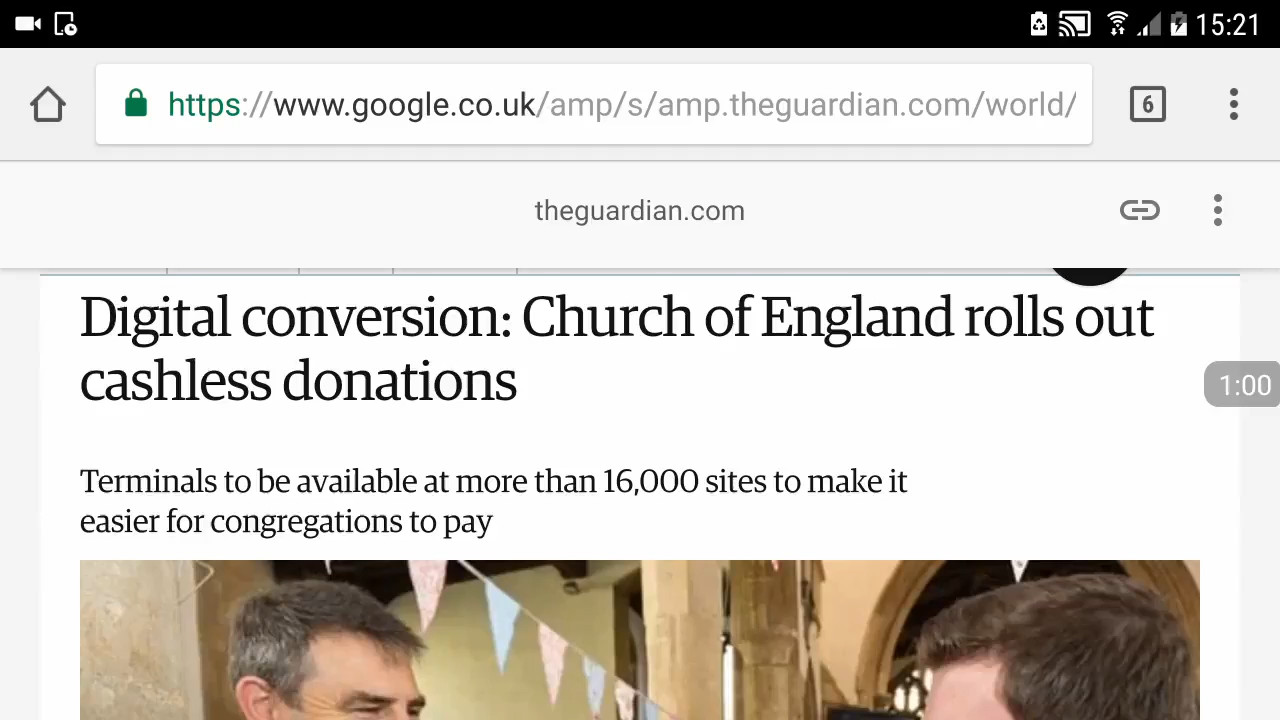 15:21
https://www.google.co.uk/amp/s/amp.theguardian.com/world/
6
theguardian.com
Digital conversion: Church of England rolls out
cashless donations
1:00
Terminals to be available at more than 16,000 sites to make it
easier for congregations to pay